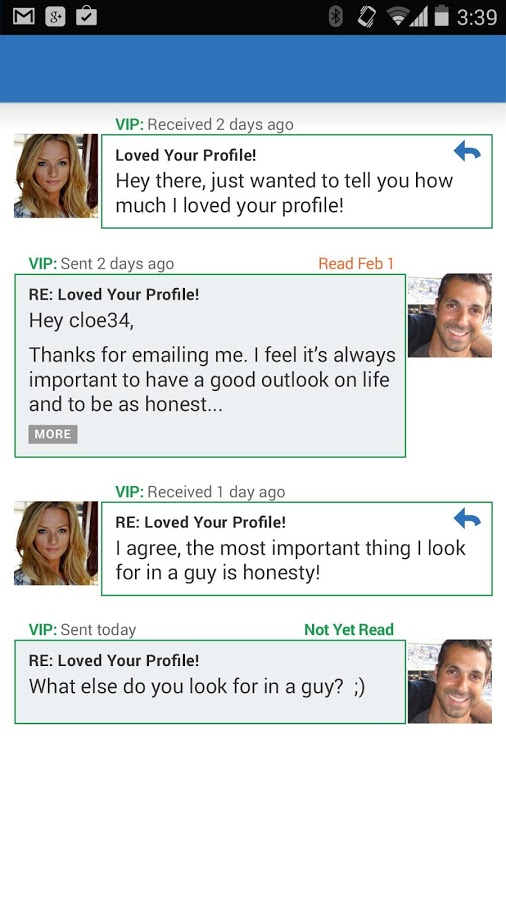 3:39
VIP: Received 2 days ago
Loved Your Profile!
Hey there, just wanted to tell you how
much I loved your profile!
VIP: Sent 2 days ago Read Feb 1
RE: Loved Your Profile!
Hey cloe34,
Thanks for emailing me. I feel it’s always
important to have a good outlook on life
and to be as honest...
MORE
VIP: Received 1 day ago
RE: Loved Your Profile!
I agree, the most important thing I look
for in a guy is honesty!
VIP: Sent today Not Yet Read
RE: Loved Your Profile!
What else do you look for in a guy?  ;)